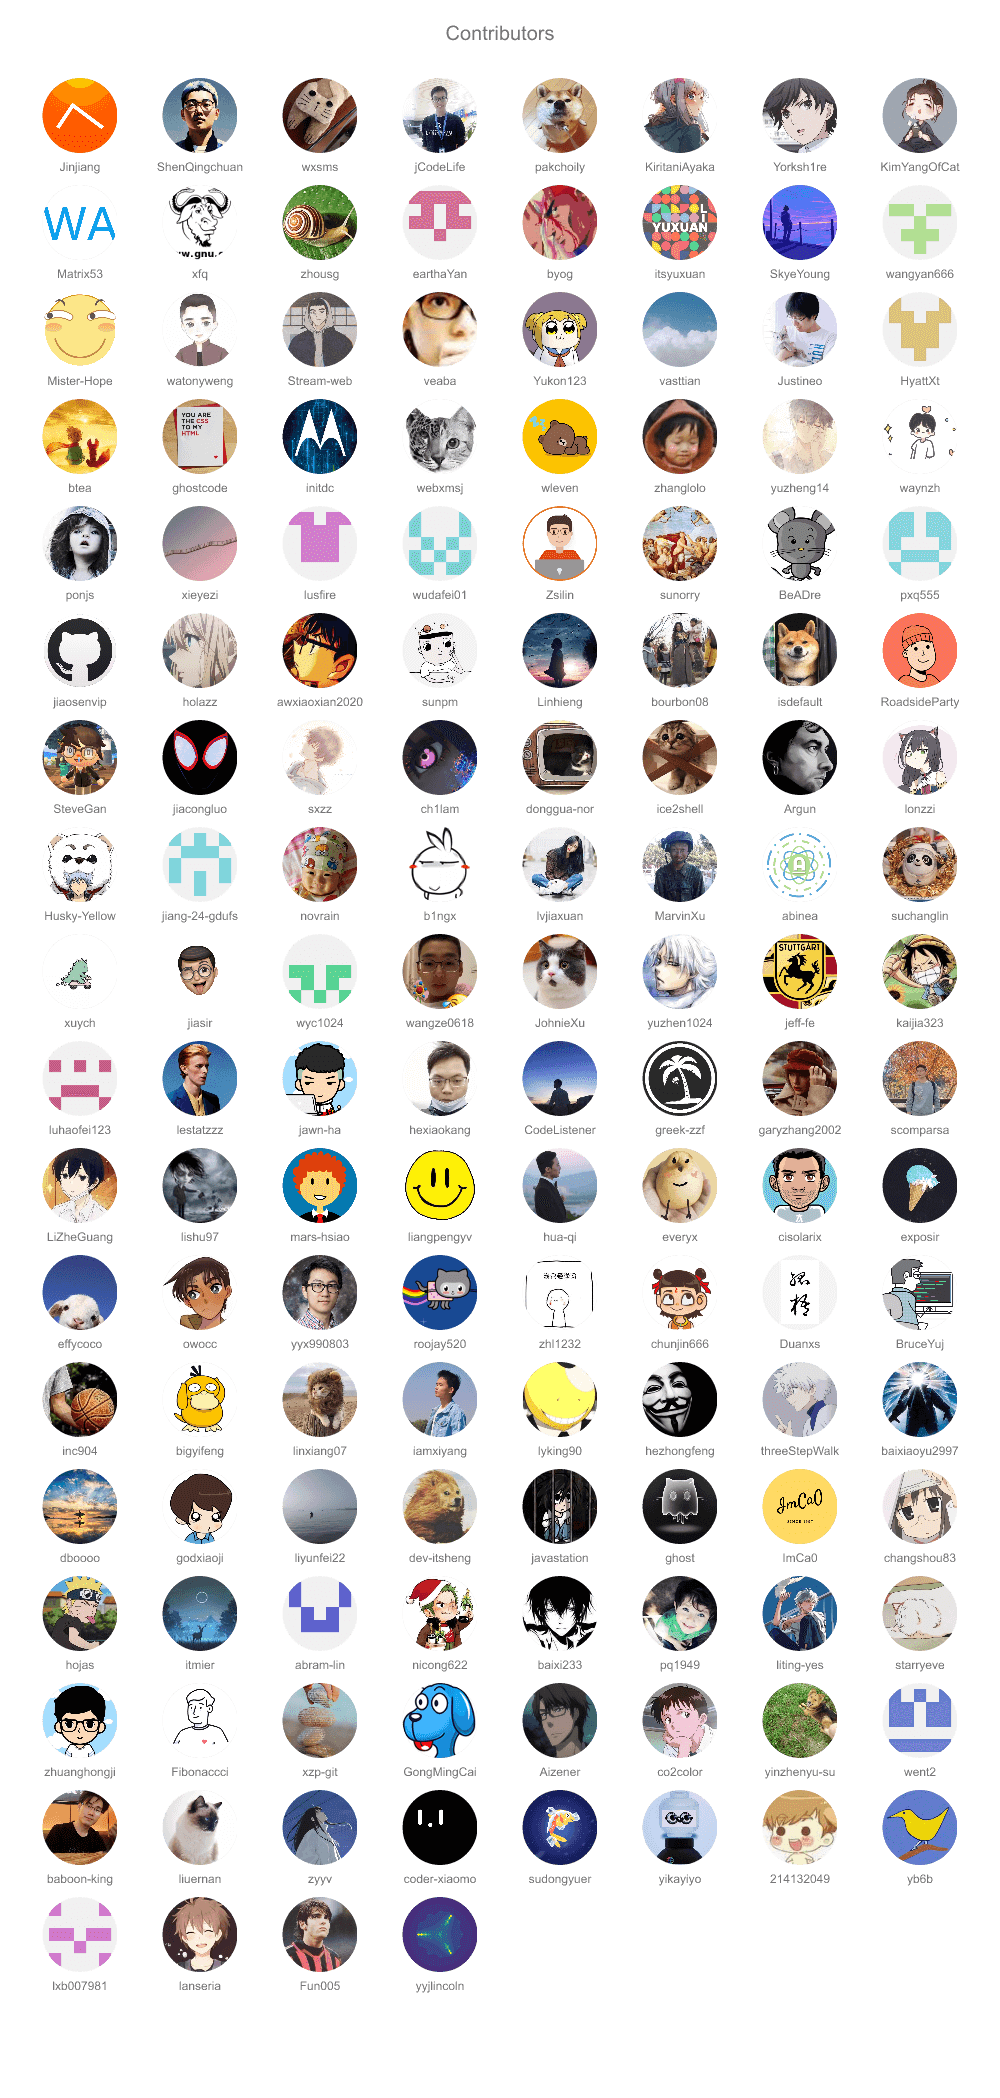 Contributors
Jinjiang
ShenQingchuan
wxsms
jCodeLife
pakchoily
KiritaniAyaka
Yorksh1re
KimYangOfCat
WA
www.gnu.o
LIT
YUXUAN
Matrix53
xfq
zhousg
earthaYan
byog
itsyuxuan
SkyeYoung
wangyan666
Mister-Hope
watonyweng
Stream-web
veaba
Yukon123
vasttian
Justineo
HyattXt
YOU ARE
THE CSS
TO MY
HTML
btea
ghostcode
initdc
webxmsj
wleven
zhanglolo
yuzheng14
waynzh
ponjs
xieyezi
lusfire
wudafei01
Zsilin
sunorry
BeADre
pxq555
jiaosenvip
holazz
awxiaoxian2020
sunpm
Linhieng
bourbon08
isdefault
RoadsideParty
SteveGan
jiacongluo
sxzz
ch1lam
donggua-nor
ice2shell
Argun
lonzzi
Husky-Yellow
jiang-24-gdufs
novrain
b1ngx
lvjiaxuan
MarvinXu
abinea
suchanglin
STUTTGART
xuych
jiasir
wyc1024
wangze0618
JohnieXu
yuzhen1024
jeff-fe
kaijia323
luhaofei123
lestatzzz
jawn-ha
hexiaokang
CodeListener
greek-zzf
garyzhang2002
scomparsa
LiZheGuang
lishu97
mars-hsiao
liangpengyv
hua-qi
everyx
cisolarix
exposir
effycoco
owocc
yyx990803
roojay520
zhl1232
chunjin666
Duanxs
BruceYuj
inc904
bigyifeng
linxiang07
iamxiyang
lyking90
hezhongfeng
threeStepWalk
baixiaoyu2997
JmCaO
dboooo
godxiaoji
liyunfei22
dev-itsheng
javastation
ghost
ImCa0
changshou83
hojas
itmier
abram-lin
nicong622
baixi233
pq1949
liting-yes
starryeve
zhuanghongji
Fibonaccci
xzp-git
GongMingCai
Aizener
co2color
yinzhenyu-su
went2
baboon-king
liuernan
zyyv
coder-xiaomo
sudongyuer
yikayiyo
214132049
yb6b
lxb007981
lanseria
Fun005
yyjlincoln